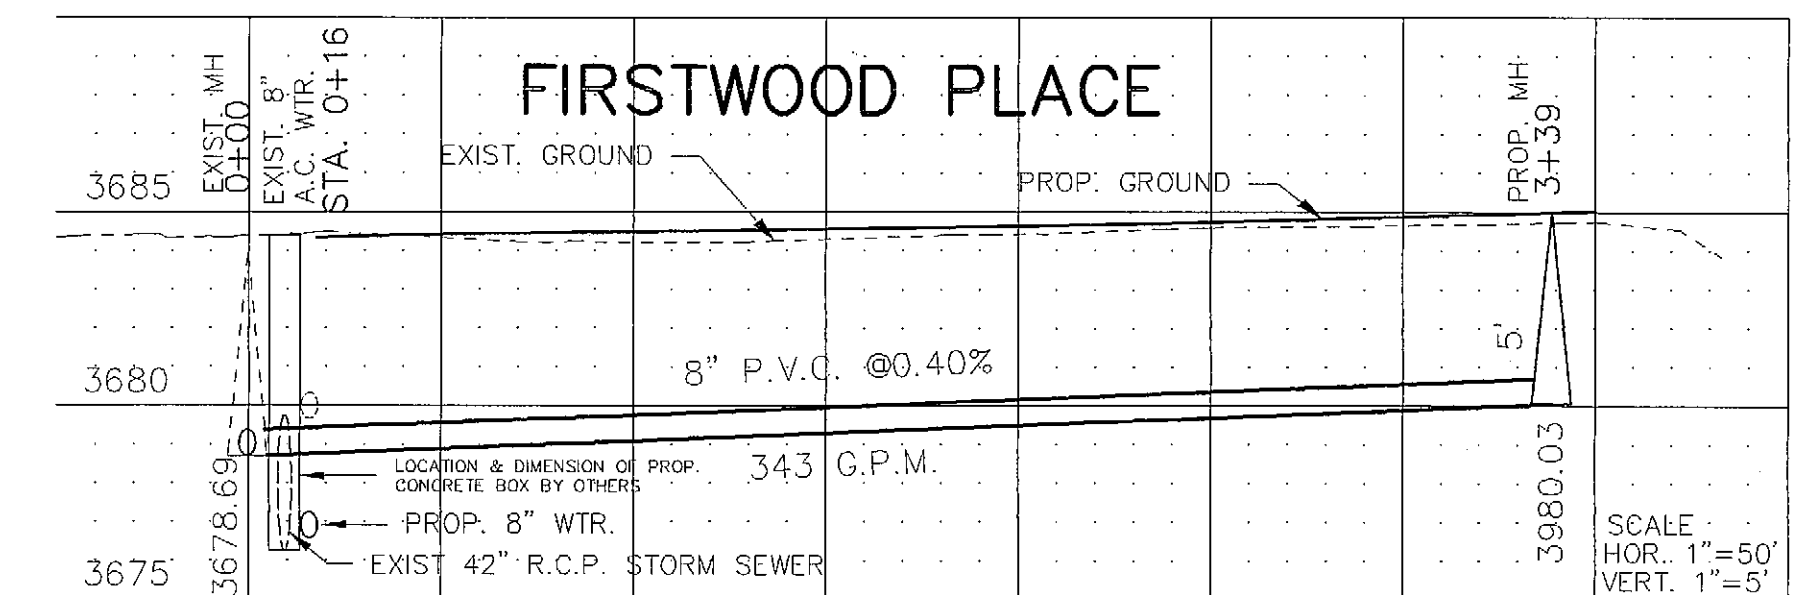 FIRSTWOOD PLACE
EXIST. MH
0+00
EXIST. 8"
A.C. WTR.
STA. 0+16
EXIST. GROUND
PROP. GROUND
PROP. MH
3+39
3685
3680
8" P.V.C. @0.40%
5'
343 G.P.M.
LOCATION & DIMENSION OF PROP.
CONCRETE BOX BY OTHERS
PROP. 8" WTR.
EXIST 42" R.C.P. STORM SEWER
3675
3678.69
3980.03
SCALE
HOR. 1"=50'
VERT. 1"=5'